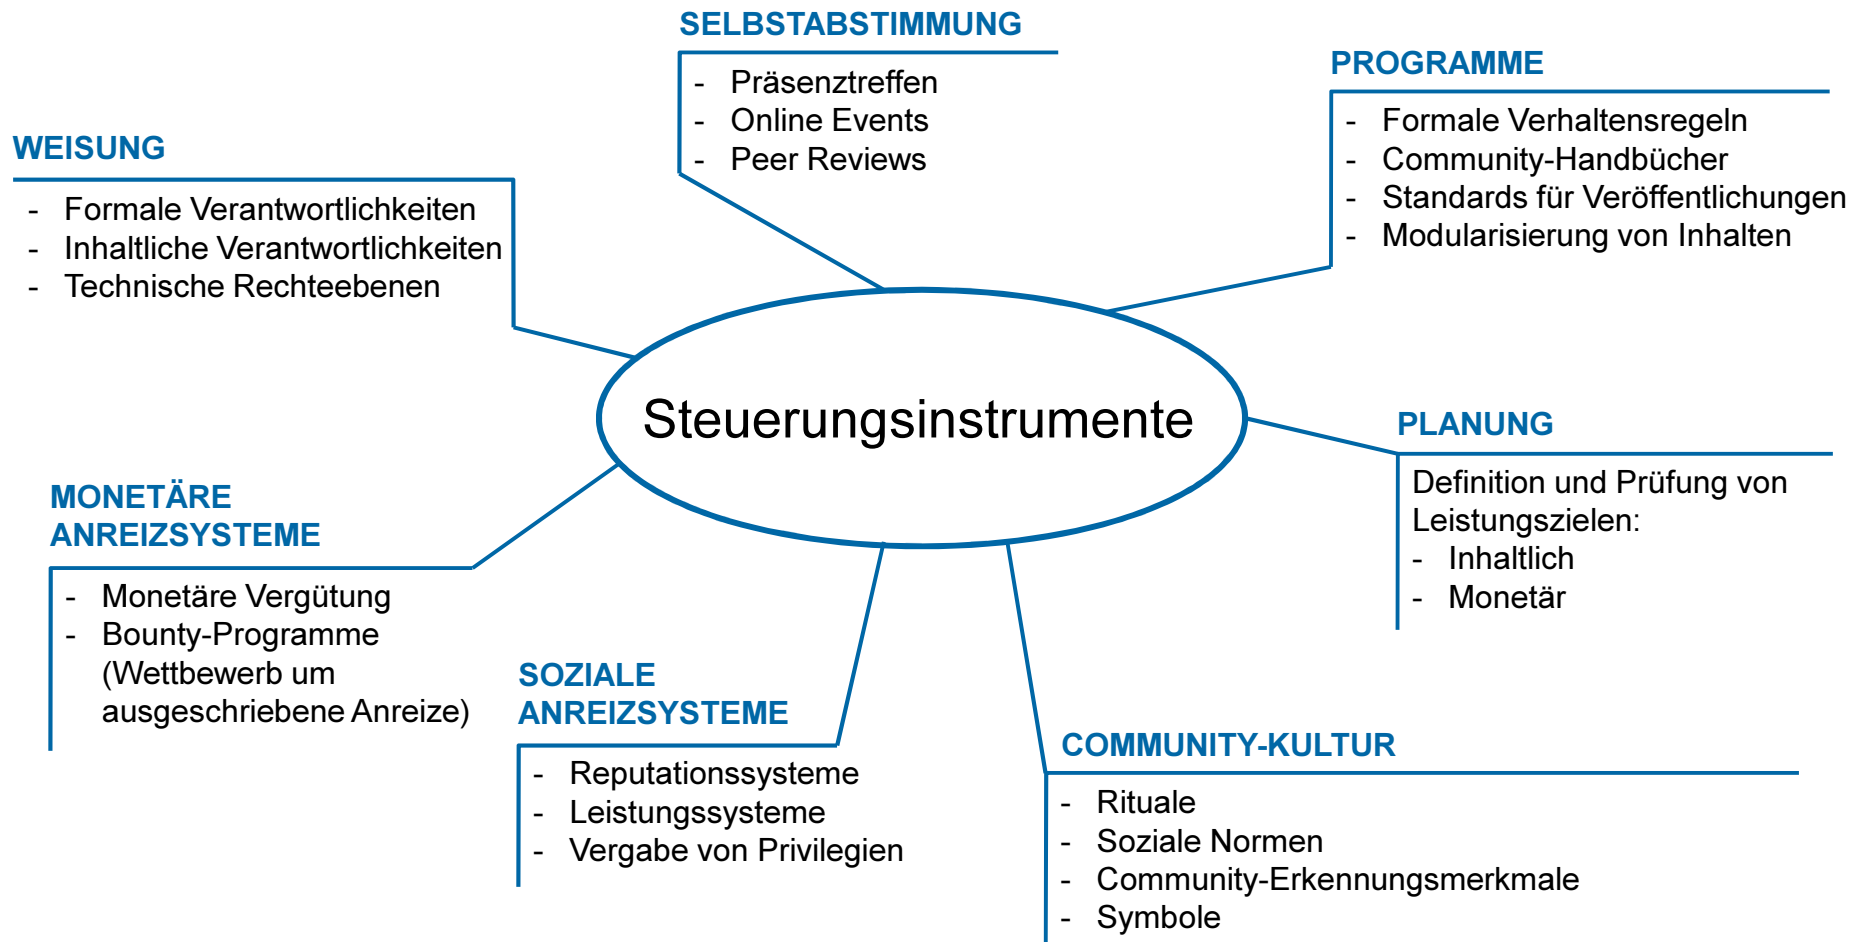 SELBSTABSTIMMUNG
- Präsenztreffen
- Online Events
- Peer Reviews
PROGRAMME
- Formale Verhaltensregeln
- Community-Handbücher
- Standards für Veröffentlichungen
- Modularisierung von Inhalten
WEISUNG
- Formale Verantwortlichkeiten
- Inhaltliche Verantwortlichkeiten
- Technische Rechteebenen
Steuerungsinstrumente
PLANUNG
Definition und Prüfung von
Leistungszielen:
- Inhaltlich
- Monetär
MONETÄRE
ANREIZSYSTEME
- Monetäre Vergütung
- Bounty-Programme
(Wettbewerb um
ausgeschriebene Anreize)
SOZIALE
ANREIZSYSTEME
- Reputationssysteme
- Leistungssysteme
- Vergabe von Privilegien
COMMUNITY-KULTUR
- Rituale
- Soziale Normen
- Community-Erkennungsmerkmale
- Symbole